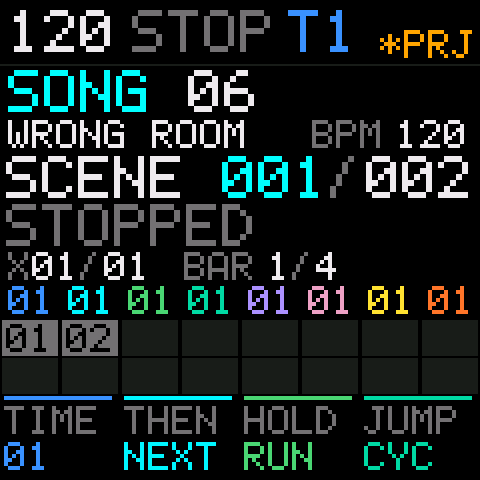 120 STOP T1 *PRJ
SONG 06
WRONG ROOM BPM 120
SCENE 001/002
STOPPED
X01/01 BAR 1/4
01 01 01 01 01 01 01 01
01 02
TIME THEN HOLD JUMP
01 NEXT RUN CYC